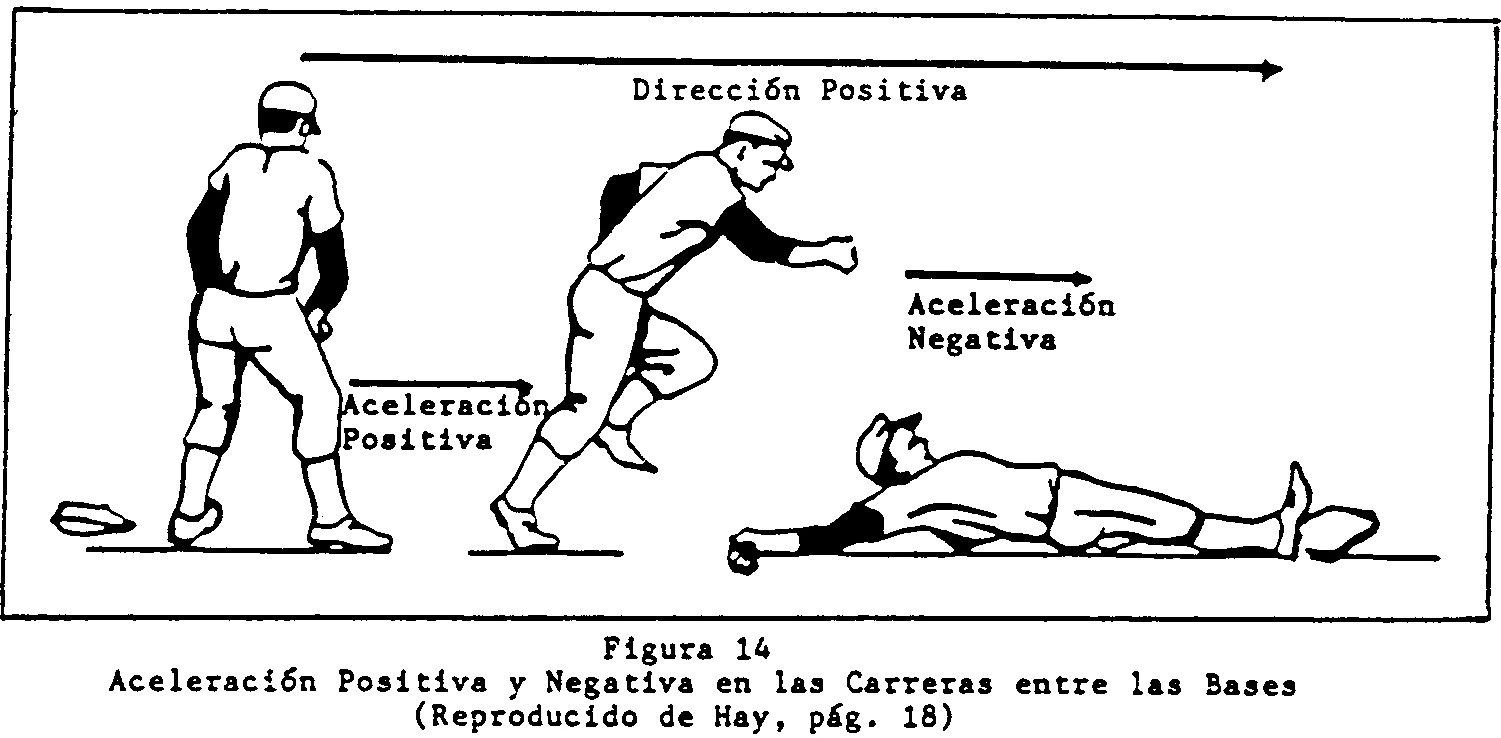 Dirección Positiva
Aceleración
Negativa
Aceleración
Positiva
Figura 14
Aceleración Positiva y Negativa en las Carreras entre las Bases
(Reproducido de Hay, pág. 18)